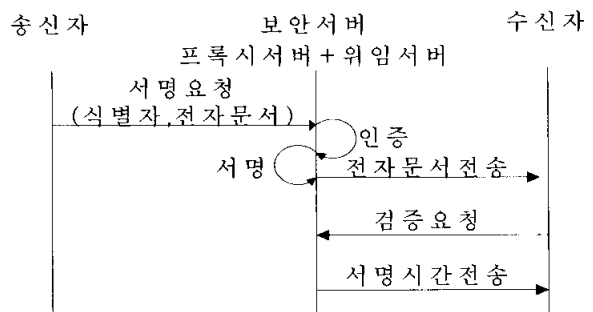 송신자 보안서버 수신자
프록시서버+위임서버
서명요청
(식별자,전자문서)
인증
서명 전자문서전송
검증요청
서명시간전송